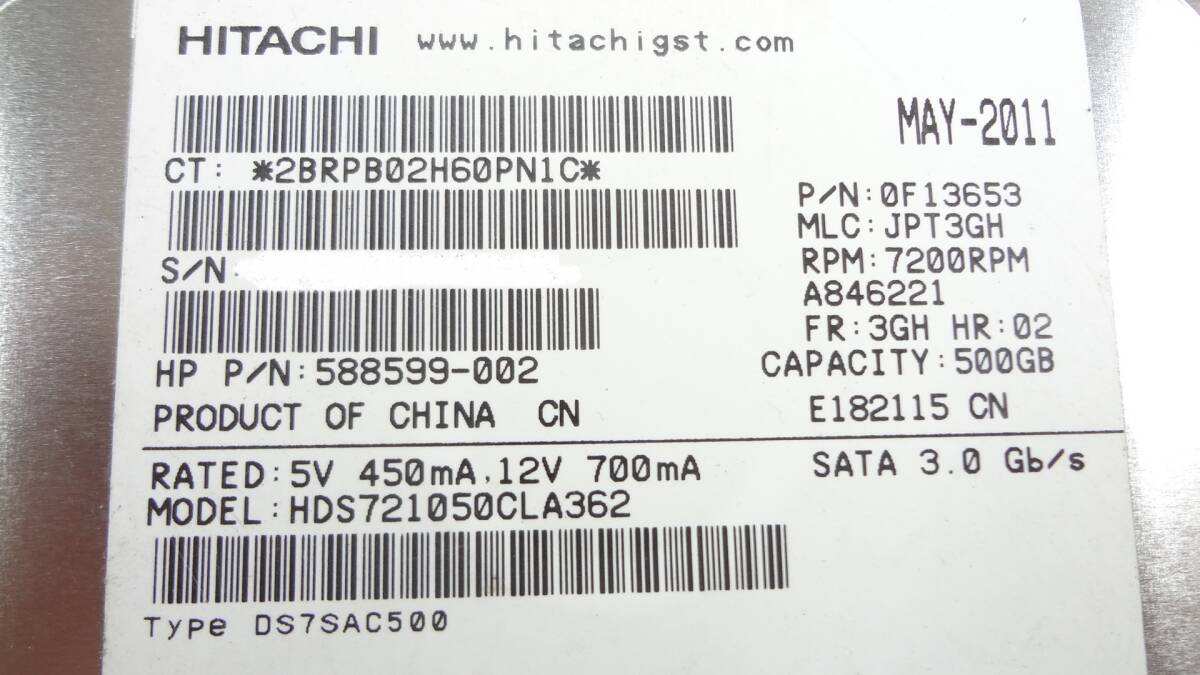 HITACHI www.hitachigst.com
MAY-2011
CT: *2BRPB02H60PN1C*
P/N:0F13653
MLC:JPT3GH
S/N
RPM:7200RPM
A846221
FR:3GH HR:02
HP P/N:588599-002
CAPACITY:500GB
PRODUCT OF CHINA CN
E182115 CN
RATED:5V 450mA,12V 700mA
SATA 3.0 Gb/s
MODEL:HDS721050CLA362
Type DS7SAC500